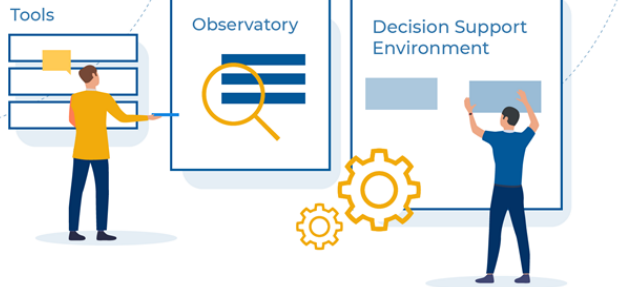 Tools
Observatory
Decision Support
Environment